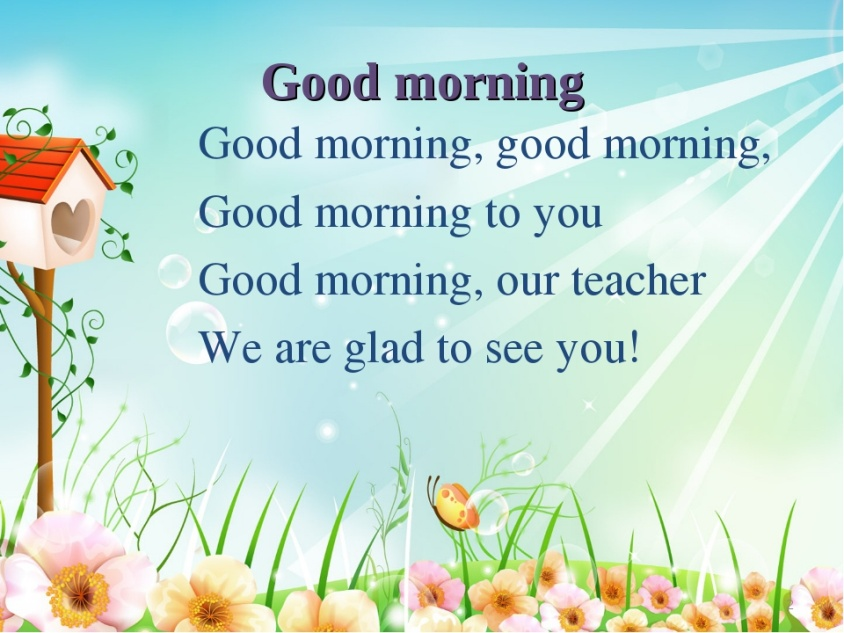 Good morning
Good morning, good morning,
Good morning to you
Good morning, our teacher
We are glad to see you!